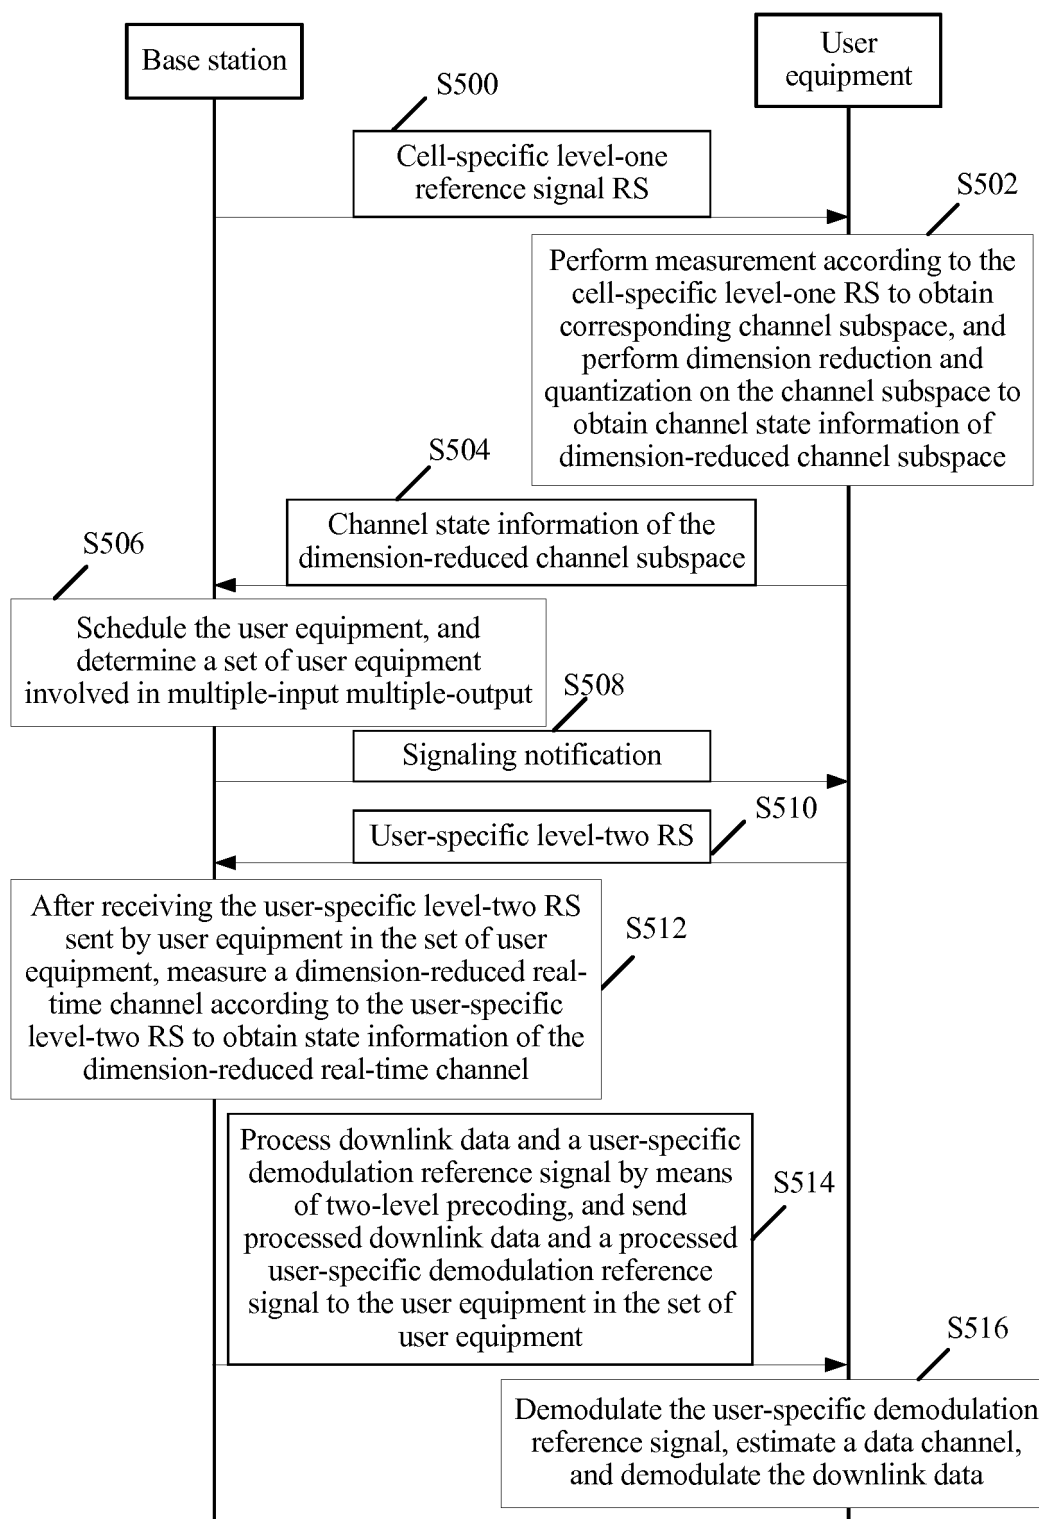 Base station
User
equipment
S500
Cell-specific level-one
reference signal RS
S502
Perform measurement according to the
cell-specific level-one RS to obtain
corresponding channel subspace, and
perform dimension reduction and
quantization on the channel subspace to
obtain channel state information of
dimension-reduced channel subspace
S504
Channel state information of the
dimension-reduced channel subspace
S506
Schedule the user equipment, and
determine a set of user equipment
involved in multiple-input multiple-output
S508
Signaling notification
S510
User-specific level-two RS
After receiving the user-specific level-two RS
sent by user equipment in the set of user
equipment, measure a dimension-reduced real-
time channel according to the user-specific
level-two RS to obtain state information of the
dimension-reduced real-time channel
S512
Process downlink data and a user-specific
demodulation reference signal by means
of two-level precoding, and send
processed downlink data and a processed
user-specific demodulation reference
signal to the user equipment in the set of
user equipment
S514
S516
Demodulate the user-specific demodulation
reference signal, estimate a data channel,
and demodulate the downlink data